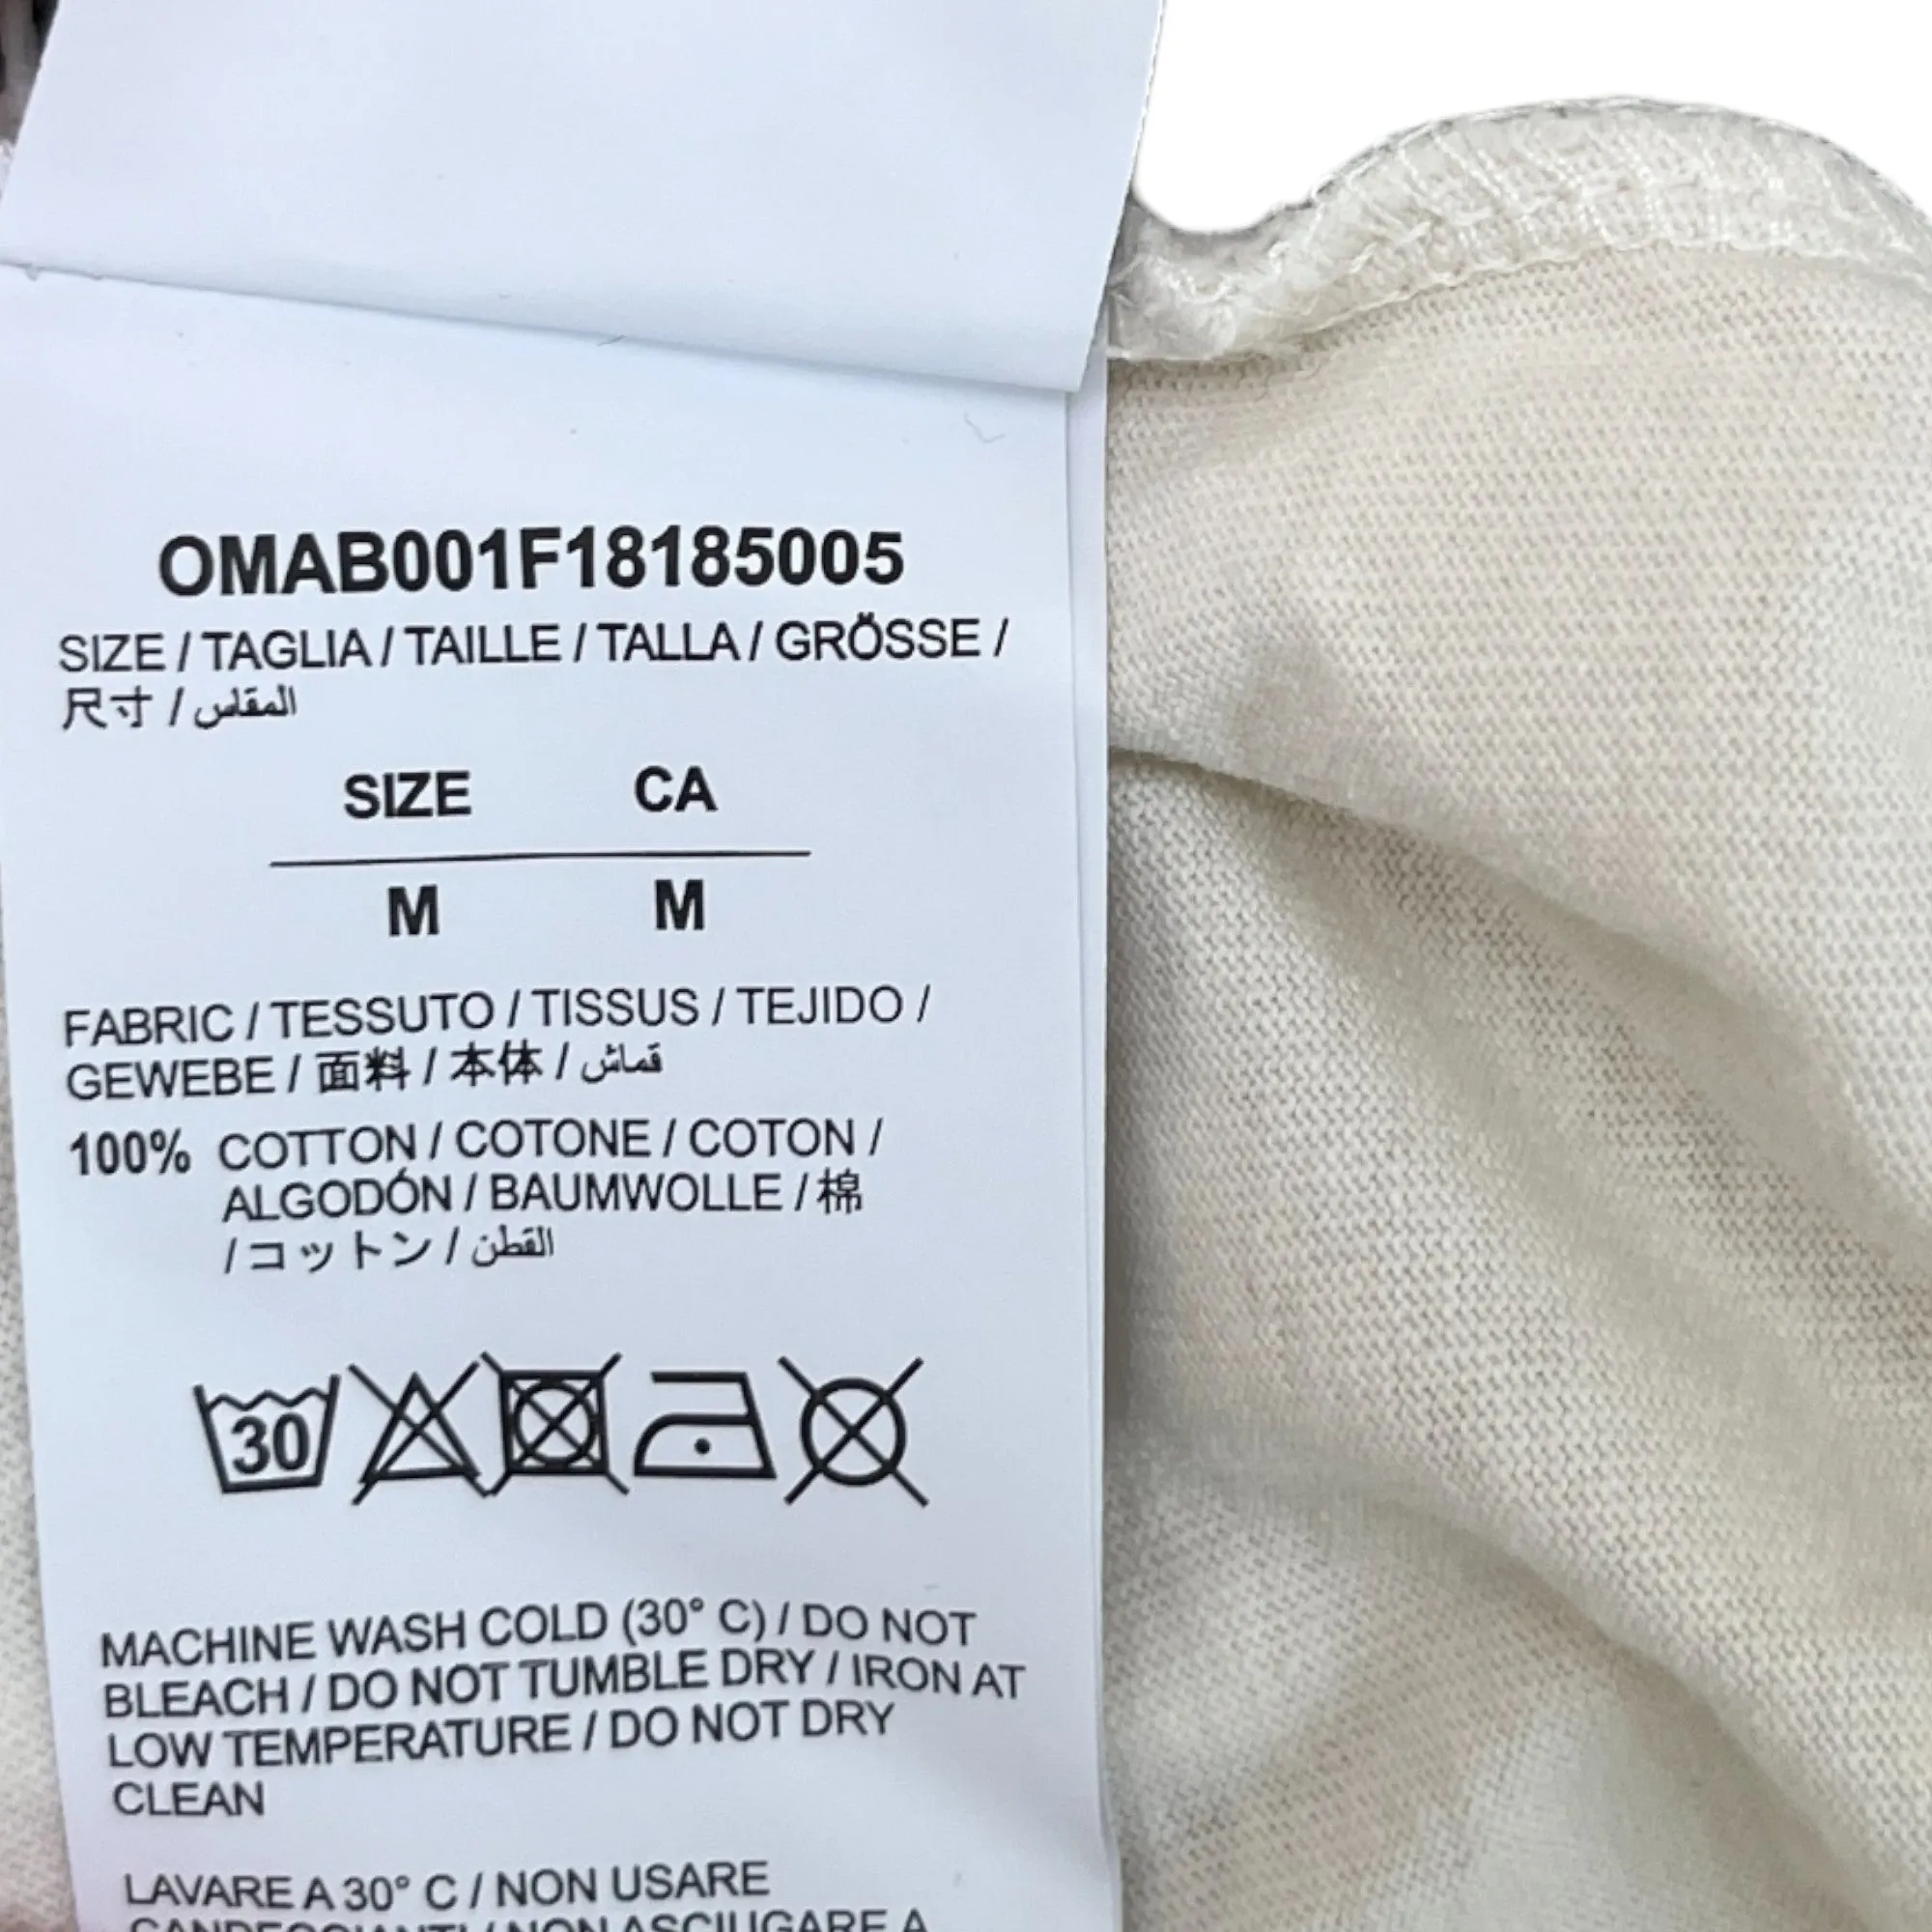 OMAB001F18185005
SIZE / TAGLIA / TAILLE / TALLA / GRÖSSE /
尺寸 / المقاس
SIZE CA
M M
FABRIC / TESSUTO / TISSUS / TEJIDO /
GEWEBE / 面料 / 本体 / قماش
100% COTTON / COTONE / COTON /
ALGODÓN / BAUMWOLLE / 棉
/ コットン / القطن
30
MACHINE WASH COLD (30° C) / DO NOT
BLEACH / DO NOT TUMBLE DRY / IRON AT
LOW TEMPERATURE / DO NOT DRY
CLEAN
LAVARE A 30° C / NON USARE
CANDEGGIANTI / NON ASCIUGARE A